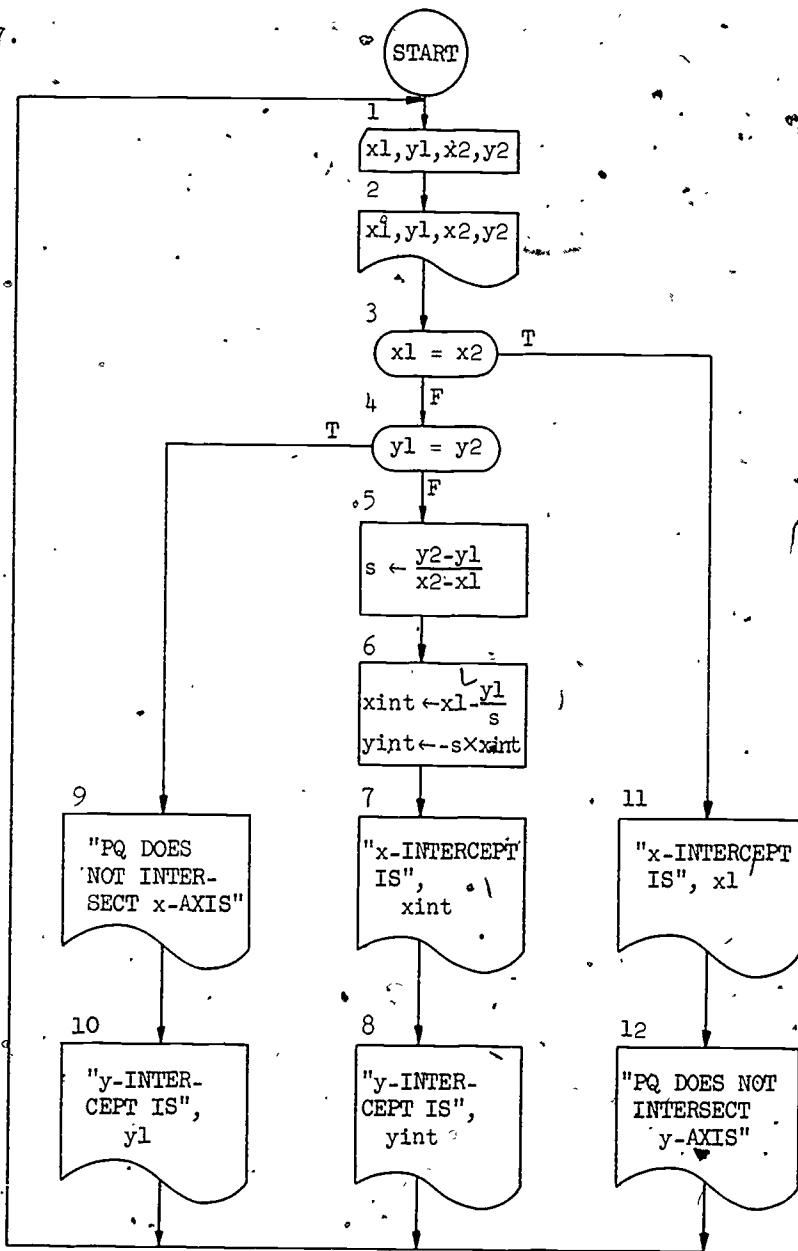 7.
START
1
x1,y1,x2,y2
2
x1,y1,x2,y2
3
x1 = x2
T
F
4
y1 = y2
T
F
5
s ← y2-y1
x2-x1
6
xint ← x1 - y1
s
yint ← -s×xint
9
"PQ DOES
NOT INTER-
SECT x-AXIS"
7
"x-INTERCEPT
IS",
xint
11
"x-INTERCEPT
IS", x1
10
"y-INTER-
CEPT IS",
y1
8
"y-INTER-
CEPT IS",
yint
12
"PQ DOES NOT
INTERSECT
y-AXIS"